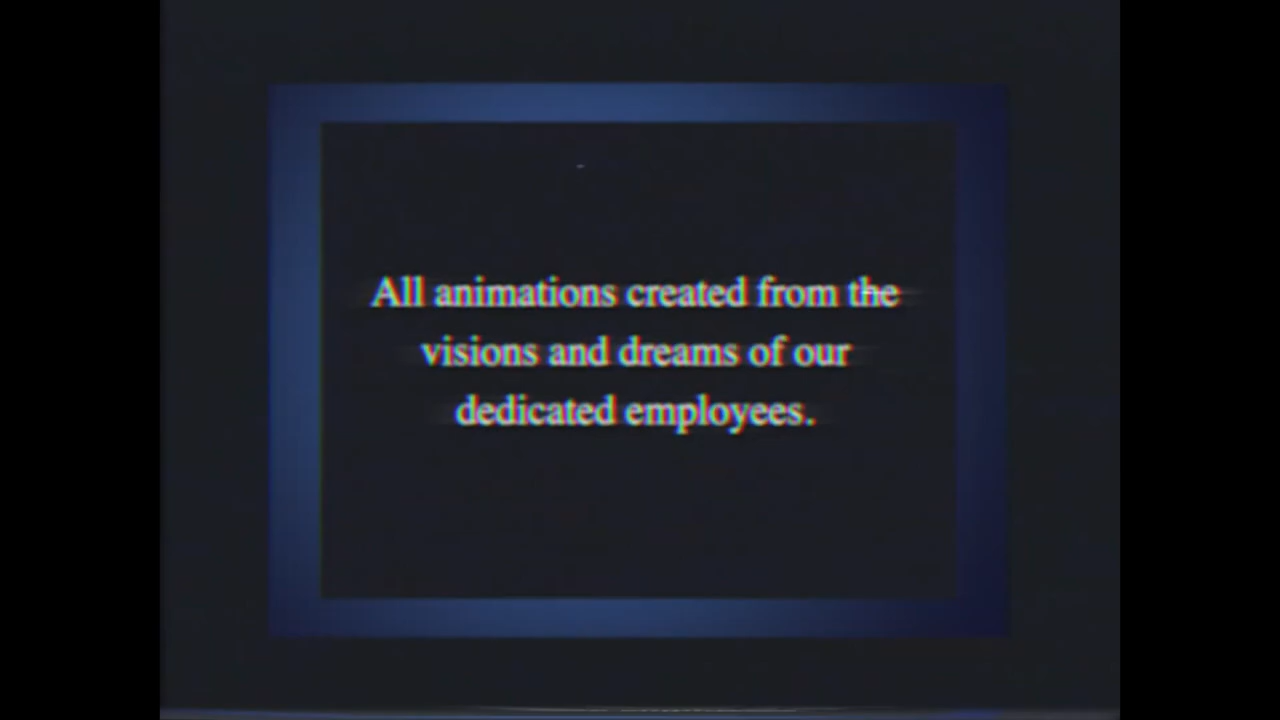 All animations created from the
visions and dreams of our
dedicated employees.